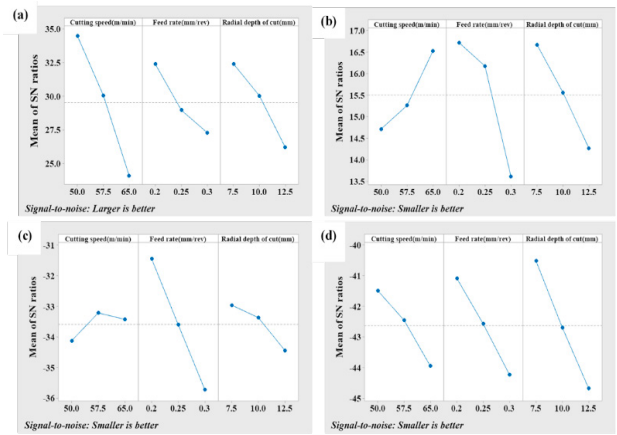 (a)
Cutting speed(m/min) Feed rate(mm/rev) Radial depth of cut(mm)
Mean of SN ratios
35.0
32.5
30.0
27.5
25.0
50.0 57.5 65.0 0.2 0.25 0.3 7.5 10.0 12.5
Signal-to-noise: Larger is better
(b)
Cutting speed(m/min) Feed rate(mm/rev) Radial depth of cut(mm)
Mean of SN ratios
17.0
16.5
16.0
15.5
15.0
14.5
14.0
13.5
50.0 57.5 65.0 0.2 0.25 0.3 7.5 10.0 12.5
Signal-to-noise: Smaller is better
(c)
Cutting speed(m/min) Feed rate(mm/rev) Radial depth of cut(mm)
Mean of SN ratios
-31
-32
-33
-34
-35
-36
50.0 57.5 65.0 0.2 0.25 0.3 7.5 10.0 12.5
Signal-to-noise: Smaller is better
(d)
Cutting speed(m/min) Feed rate(mm/rev) Radial depth of cut(mm)
Mean of SN ratios
-40
-41
-42
-43
-44
-45
50.0 57.5 65.0 0.2 0.25 0.3 7.5 10.0 12.5
Signal-to-noise: Smaller is better